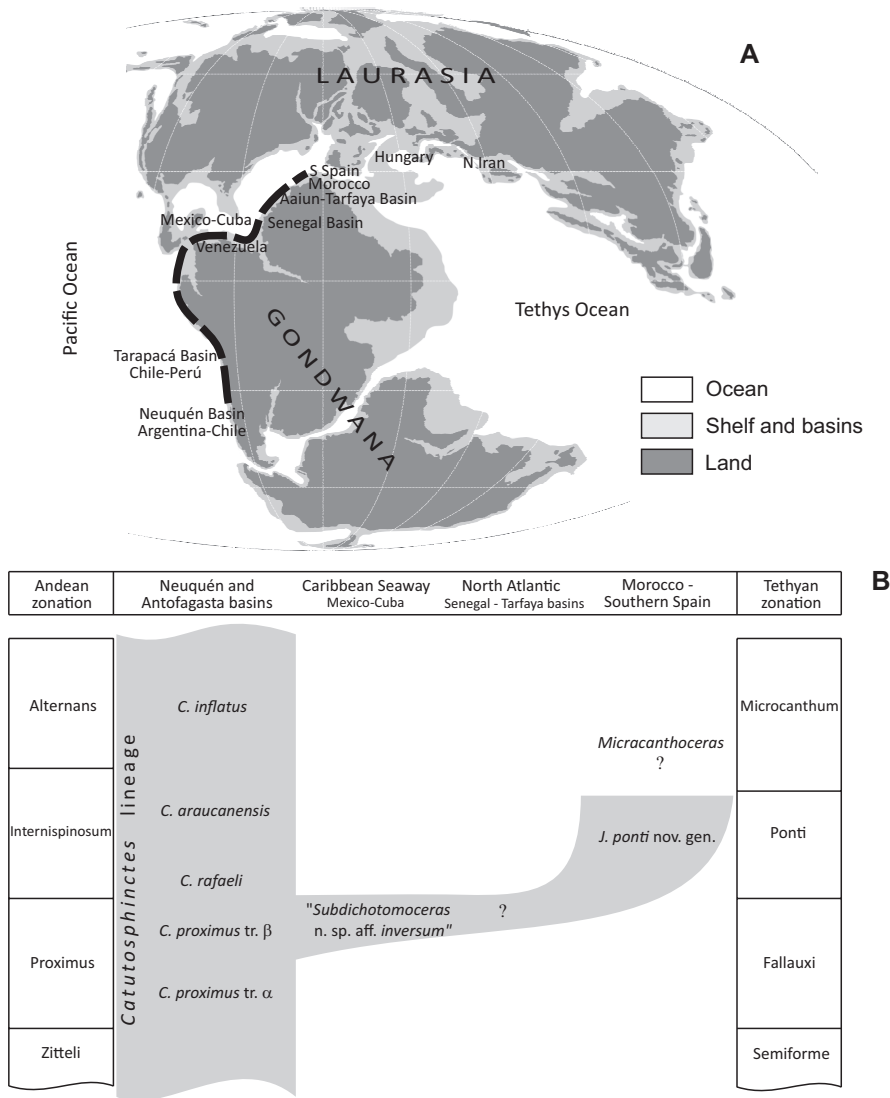 A
LAURASIA
Hungary
N Iran
S Spain
Morocco
Aaiun-Tarfaya Basin
Mexico-Cuba
Senegal Basin
Venezuela
Pacific Ocean
Tethys Ocean
GONDWANA
Tarapacá Basin
Chile-Perú
Neuquén Basin
Argentina-Chile
Ocean
Shelf and basins
Land
B
Andean
zonation
Neuquén and
Antofagasta basins
Caribbean Seaway
Mexico-Cuba
North Atlantic
Senegal - Tarfaya basins
Morocco -
Southern Spain
Tethyan
zonation
Alternans
Internispinosum
Proximus
Zitteli
Catutosphinctes lineage
C. inflatus
C. araucanensis
C. rafaeli
C. proximus tr. β
C. proximus tr. α
"Subdichotomoceras
n. sp. aff. inversum"
?
Micracanthoceras
?
J. ponti nov. gen.
Microcanthum
Ponti
Fallauxi
Semiforme